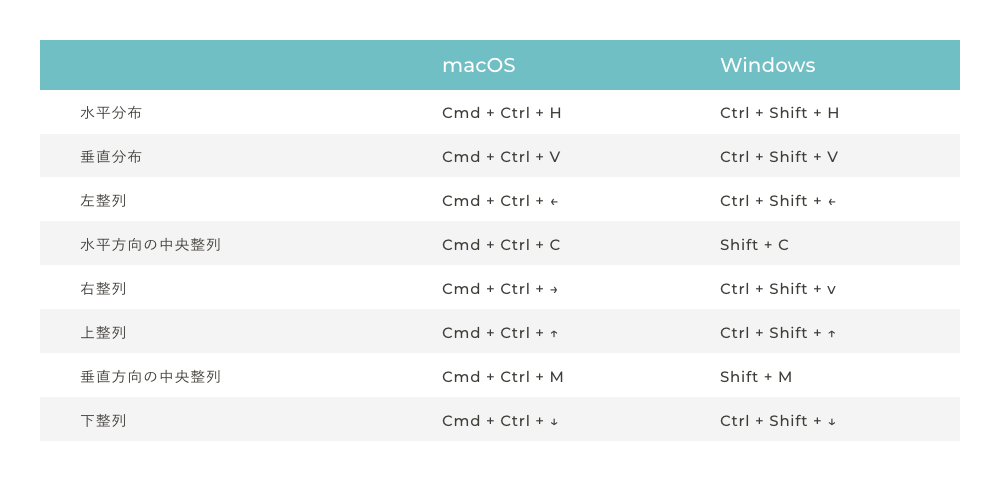 macOS Windows
水平分布 Cmd + Ctrl + H Ctrl + Shift + H
垂直分布 Cmd + Ctrl + V Ctrl + Shift + V
左整列 Cmd + Ctrl + ← Ctrl + Shift + ←
水平方向の中央整列 Cmd + Ctrl + C Shift + C
右整列 Cmd + Ctrl + → Ctrl + Shift + v
上整列 Cmd + Ctrl + ↑ Ctrl + Shift + ↑
垂直方向の中央整列 Cmd + Ctrl + M Shift + M
下整列 Cmd + Ctrl + ↓ Ctrl + Shift + ↓